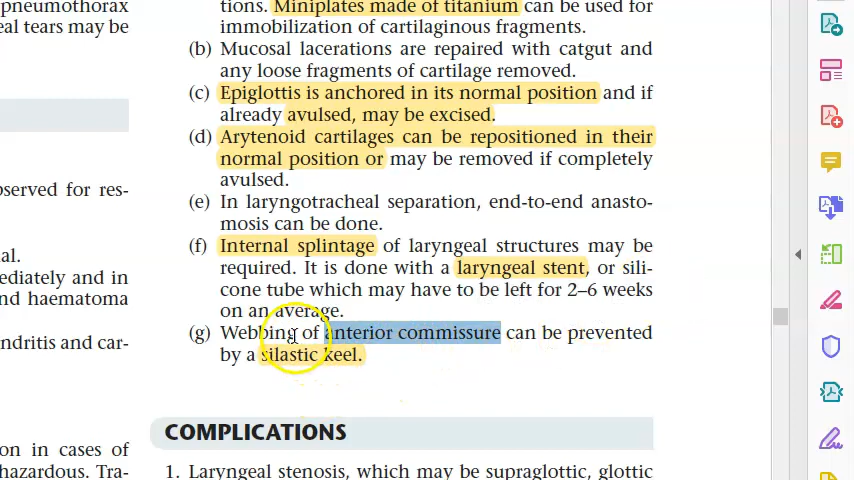 pneumothorax
eal tears may be
served for res-
al.
ediately and in
nd haematoma
ndritis and car-
on in cases of
hazardous. Tra-
tions. Miniplates made of titanium can be used for
immobilization of cartilaginous fragments.
(b) Mucosal lacerations are repaired with catgut and
any loose fragments of cartilage removed.
(c) Epiglottis is anchored in its normal position and if
already avulsed, may be excised.
(d) Arytenoid cartilages can be repositioned in their
normal position or may be removed if completely
avulsed.
(e) In laryngotracheal separation, end-to-end anasto-
mosis can be done.
(f) Internal splintage of laryngeal structures may be
required. It is done with a laryngeal stent, or sili-
cone tube which may have to be left for 2–6 weeks
on an average.
(g) Webbing of anterior commissure can be prevented
by a silastic keel.
COMPLICATIONS
1. Laryngeal stenosis, which may be supraglottic, glottic